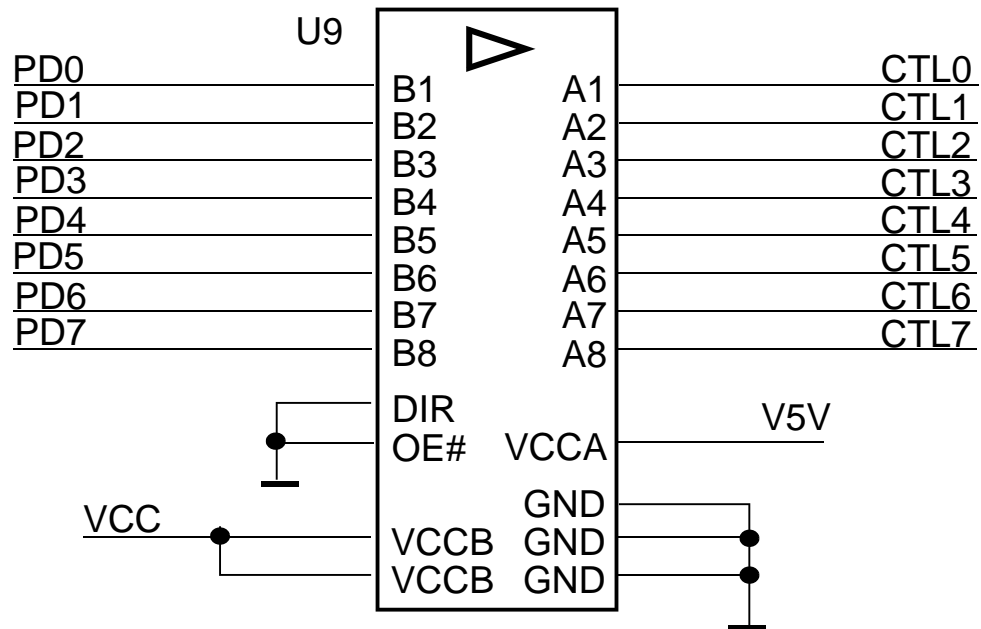 U9
PD0 B1 A1 CTL0
PD1 B2 A2 CTL1
PD2 B3 A3 CTL2
PD3 B4 A4 CTL3
PD4 B5 A5 CTL4
PD5 B6 A6 CTL5
PD6 B7 A7 CTL6
PD7 B8 A8 CTL7
DIR V5V
OE# VCCA
GND
VCC VCCB GND
VCCB GND